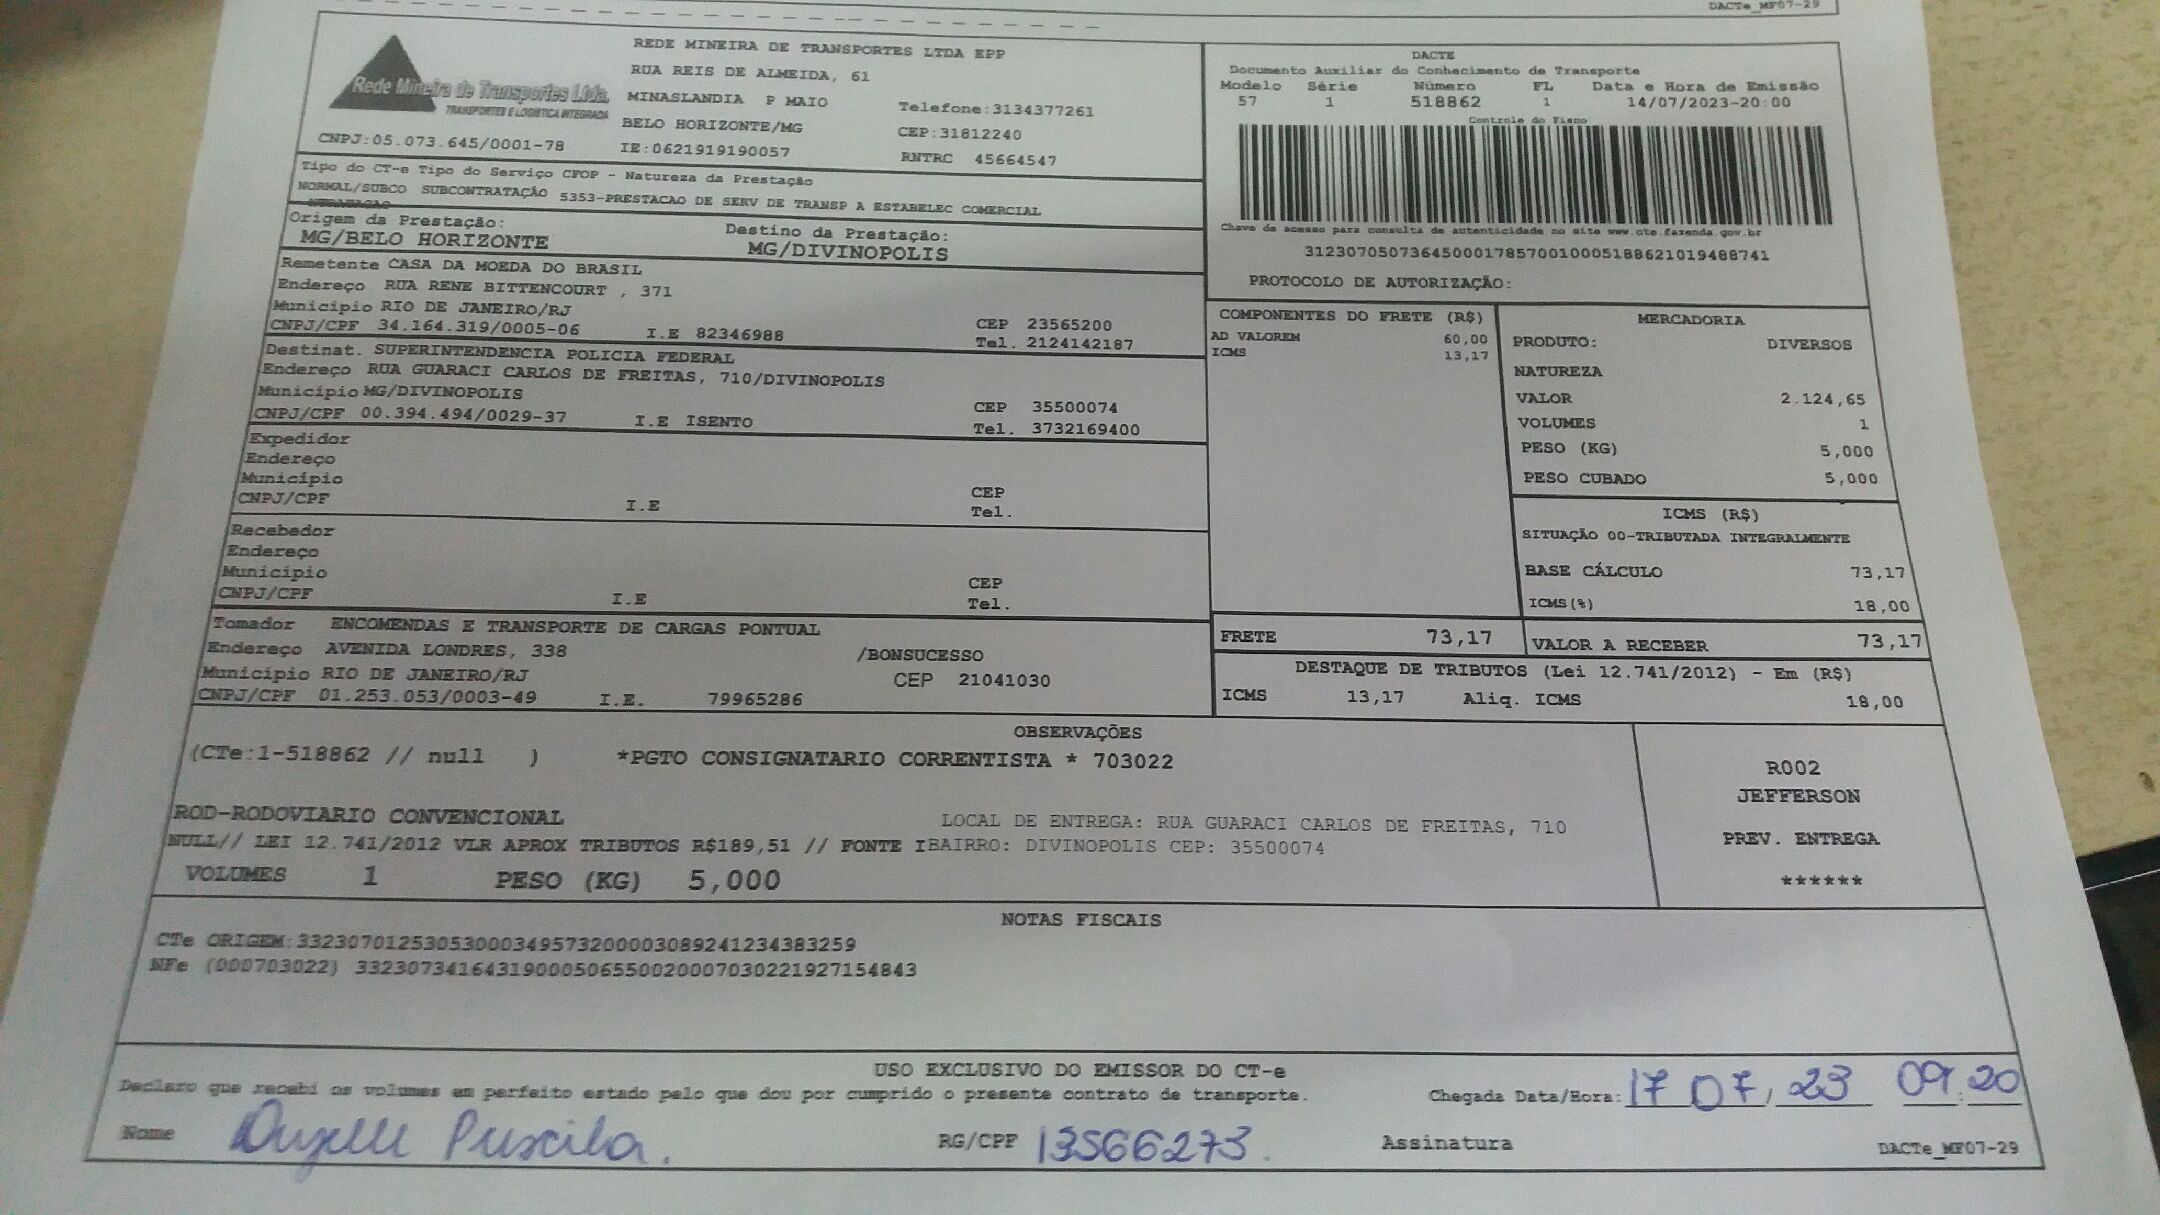 DACTe_MF07-29
Rede Mineira de Transportes Ltda.
TRANSPORTES E LOGÍSTICA INTEGRADA
CNPJ:05.073.645/0001-78
REDE MINEIRA DE TRANSPORTES LTDA EPP
RUA REIS DE ALMEIDA, 61
MINASLANDIA P MAIO Telefone:3134377261
BELO HORIZONTE/MG CEP:31812240
IE:0621919190057 RNTRC 45664547
DACTE
Documento Auxiliar do Conhecimento de Transporte
Modelo Série Número FL Data e Hora de Emissão
57 1 518862 1 14/07/2023-20:00
Controle do Fisco
Chave de acesso para consulta de autenticidade no site www.cte.fazenda.gov.br
31230705073645000178570010005188621019488741
PROTOCOLO DE AUTORIZAÇÃO:
Tipo do CT-e Tipo do Serviço CFOP - Natureza da Prestação
NORMAL/SUBCO SUBCONTRATAÇÃO 5353-PRESTACAO DE SERV DE TRANSP A ESTABELEC COMERCIAL
Origem da Prestação: Destino da Prestação:
MG/BELO HORIZONTE MG/DIVINOPOLIS
Remetente CASA DA MOEDA DO BRASIL
Endereço RUA RENE BITTENCOURT , 371
Município RIO DE JANEIRO/RJ CEP 23565200
CNPJ/CPF 34.164.319/0005-06 I.E 82346988 Tel. 2124142187
Destinat. SUPERINTENDENCIA POLICIA FEDERAL
Endereço RUA GUARACI CARLOS DE FREITAS, 710/DIVINOPOLIS
Município MG/DIVINOPOLIS CEP 35500074
CNPJ/CPF 00.394.494/0029-37 I.E ISENTO Tel. 3732169400
Expedidor
Endereço
Município CEP
CNPJ/CPF I.E Tel.
Recebedor
Endereço
Município CEP
CNPJ/CPF I.E Tel.
Tomador ENCOMENDAS E TRANSPORTE DE CARGAS PONTUAL
Endereço AVENIDA LONDRES, 338 /BONSUCESSO
Município RIO DE JANEIRO/RJ CEP 21041030
CNPJ/CPF 01.253.053/0003-49 I.E. 79965286
COMPONENTES DO FRETE (R$)
AD VALOREM 60,00
ICMS 13,17
MERCADORIA
PRODUTO: DIVERSOS
NATUREZA
VALOR 2.124,65
VOLUMES 1
PESO (KG) 5,000
PESO CUBADO 5,000
ICMS (R$)
SITUAÇÃO 00-TRIBUTADA INTEGRALMENTE
BASE CÁLCULO 73,17
ICMS(%) 18,00
FRETE 73,17 VALOR A RECEBER 73,17
DESTAQUE DE TRIBUTOS (Lei 12.741/2012) - Em (R$)
ICMS 13,17 Aliq. ICMS 18,00
OBSERVAÇÕES
(CTe:1-518862 // null ) *PGTO CONSIGNATARIO CORRENTISTA * 703022
ROD-RODOVIARIO CONVENCIONAL LOCAL DE ENTREGA: RUA GUARACI CARLOS DE FREITAS, 710
NULL// LEI 12.741/2012 VLR APROX TRIBUTOS R$189,51 // FONTE IBAIRRO: DIVINOPOLIS CEP: 35500074
VOLUMES 1 PESO (KG) 5,000
R002
JEFFERSON
PREV. ENTREGA
******
NOTAS FISCAIS
CTe ORIGEM:33230701253053000349573200003089241234383259
NFe (000703022) 33230734164319000506550020007030221927154843
USO EXCLUSIVO DO EMISSOR DO CT-e
Declaro que recebi os volumes em perfeito estado pelo que dou por cumprido o presente contrato de transporte. Chegada Data/Hora: 17 07/23 09:20
Nome Priscila. RG/CPF 13566273. Assinatura DACTe_MF07-29